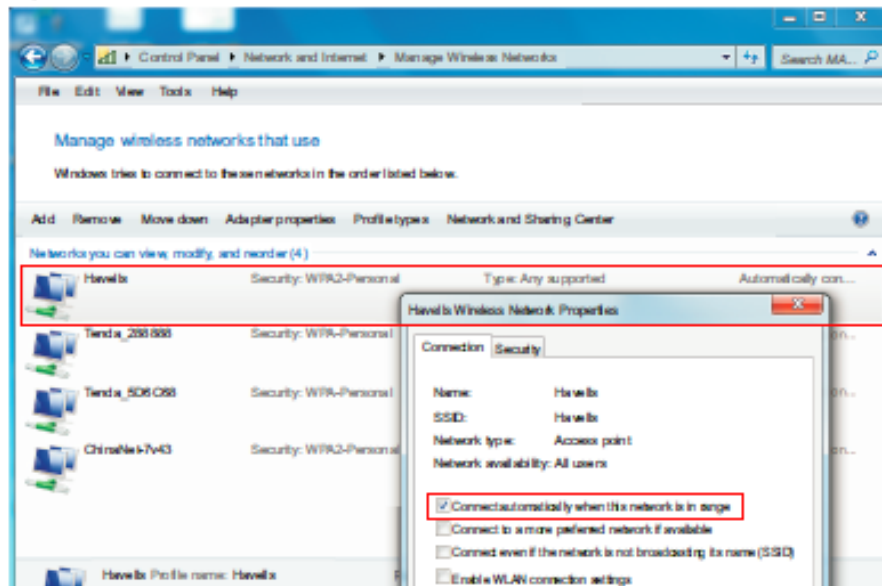 Control Panel Network and Internet Manage Wireless Networks Search MA...
File Edit View Tools Help
Manage wireless networks that use
Windows tries to connect to these networks in the order listed below.
Add Remove Move down Adapter properties Profile types Network and Sharing Center
Networks you can view, modify, and reorder (4)
Havells Security: WPA2-Personal Type: Any supported Automatically con...
Havells Wireless Network Properties
Tenda_288888 Security: WPA-Personal on...
Connection Security
Tenda_5D6C68 Security: WPA-Personal on...
Name: Havells
SSID: Havells
Network type: Access point
ChinaNet-7v43 Security: WPA2-Personal on...
Network availability: All users
Connect automatically when this network is in range
Connect to a more preferred network if available
Connect even if the network is not broadcasting its name (SSID)
Havells Profile name: Havells
Enable WLAN connection settings